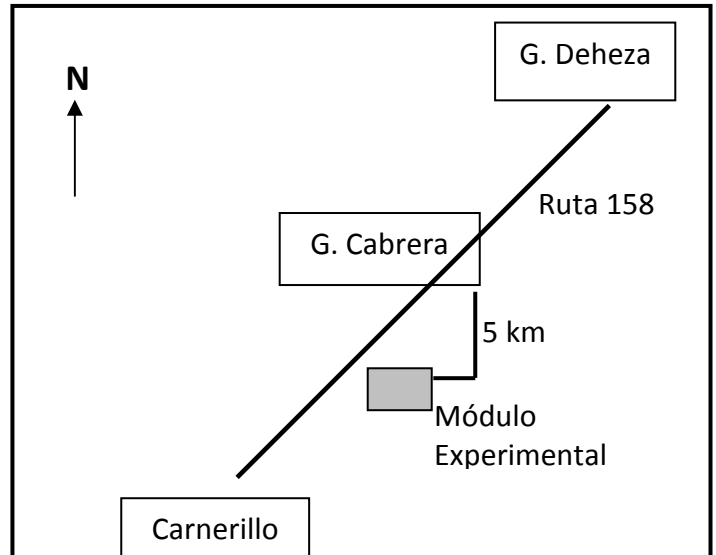 G. Deheza
N
Ruta 158
G. Cabrera
5 km
Módulo
Experimental
Carnerillo